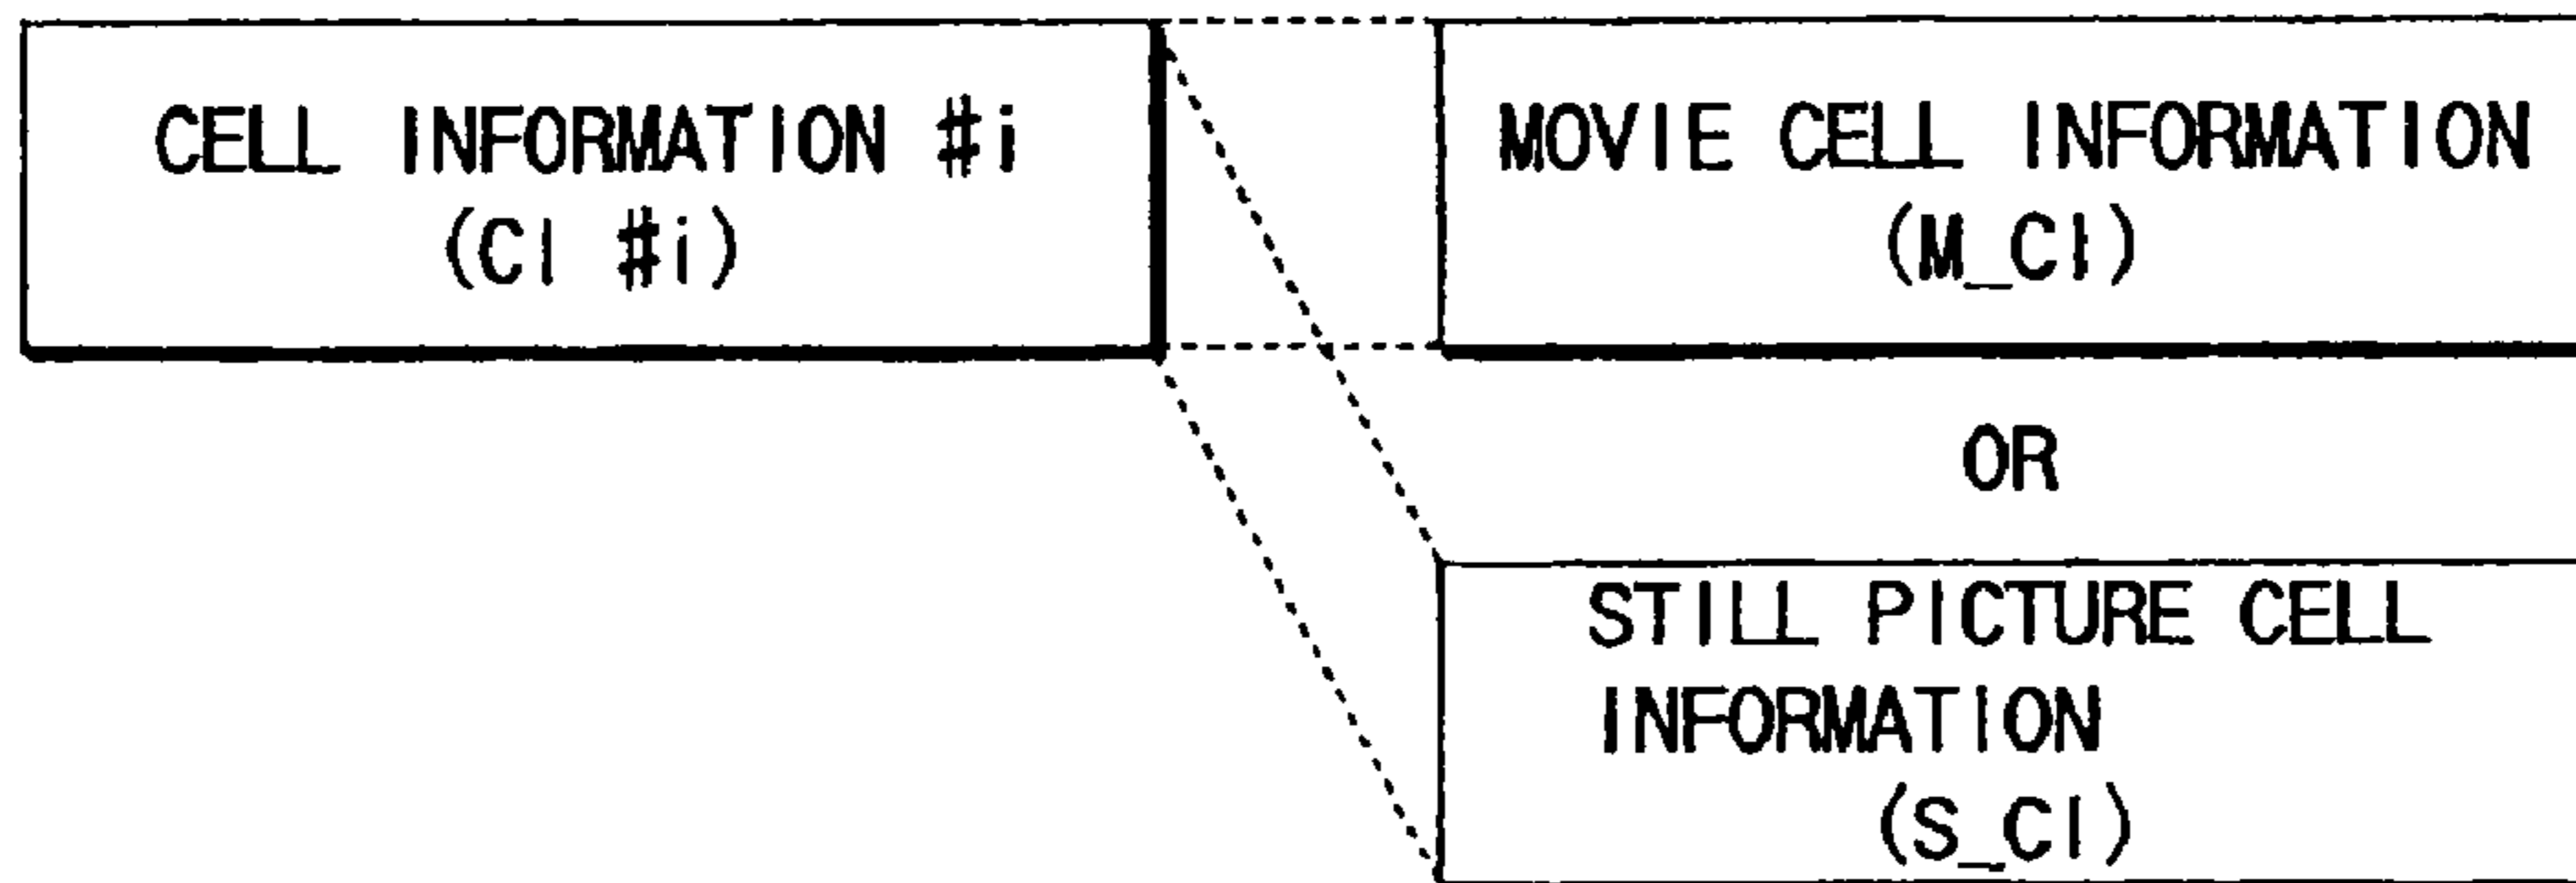 CELL INFORMATION #i
(CI #i)
MOVIE CELL INFORMATION
(M_CI)
OR
STILL PICTURE CELL
INFORMATION
(S_CI)